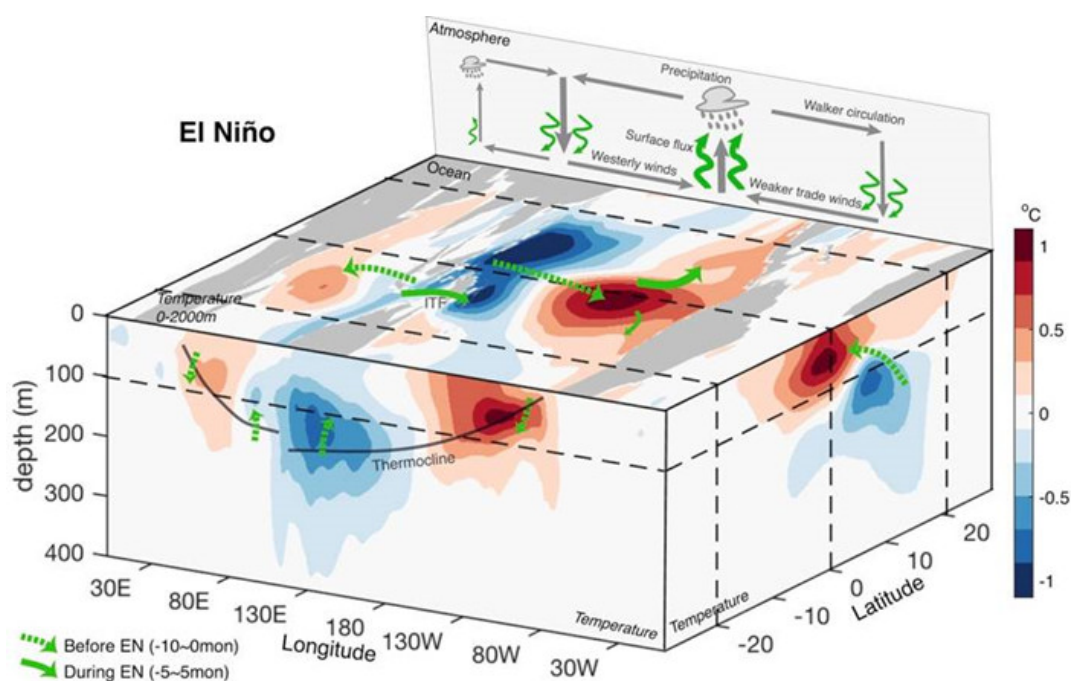 Atmosphere
Precipitation
Walker circulation
El Niño
Surface flux
Westerly winds
Weaker trade winds
Ocean
°C
1
0.5
0
-0.5
-1
ITF
Temperature
0-2000m
0
100
200
300
400
depth (m)
Thermocline
30E
80E
130E
180
130W
80W
30W
Longitude
Temperature
Temperature
-20
-10
0
10
20
Latitude
Before EN (-10~0mon)
During EN (-5~5mon)